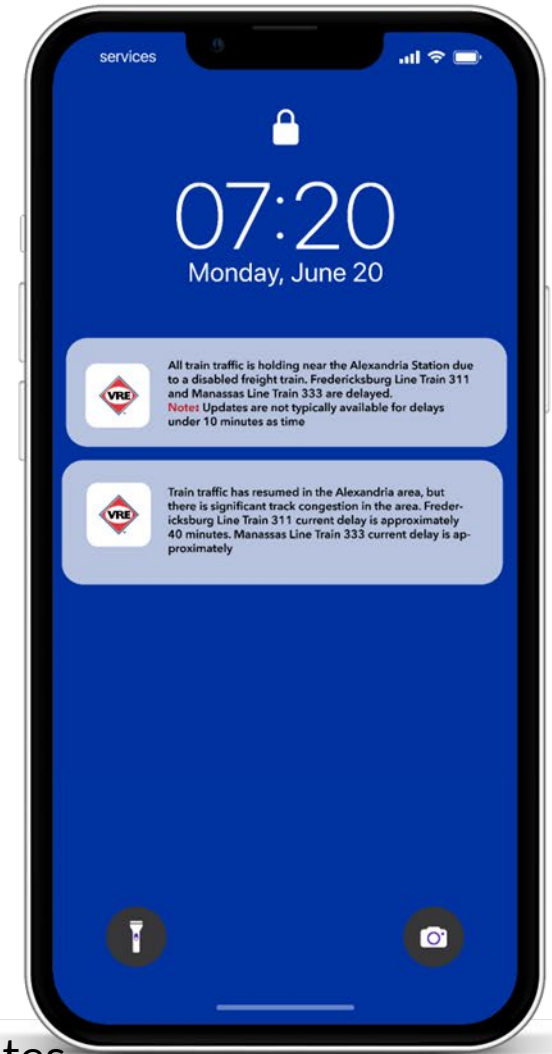 services
07:20
Monday, June 20
VRE
All train traffic is holding near the Alexandria Station due
to a disabled freight train. Fredericksburg Line Train 311
and Manassas Line Train 333 are delayed.
Note: Updates are not typically available for delays
under 10 minutes as time
VRE
Train traffic has resumed in the Alexandria area, but
there is significant track congestion in the area. Freder-
icksburg Line Train 311 current delay is approximately
40 minutes. Manassas Line Train 333 current delay is ap-
proximately